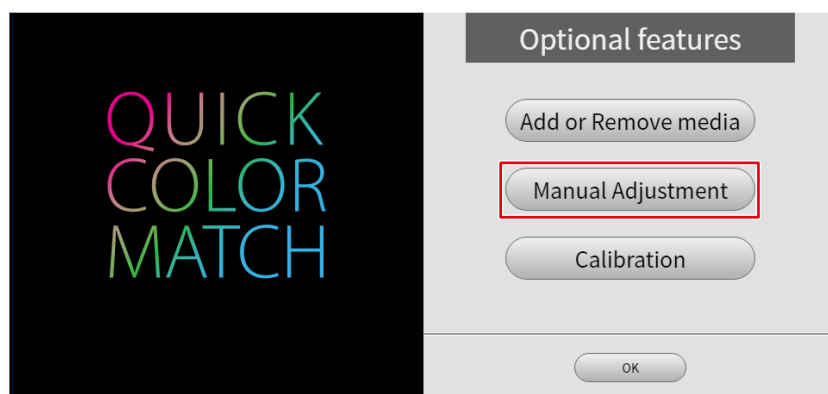 QUICK
COLOR
MATCH
Optional features
Add or Remove media
Manual Adjustment
Calibration
OK